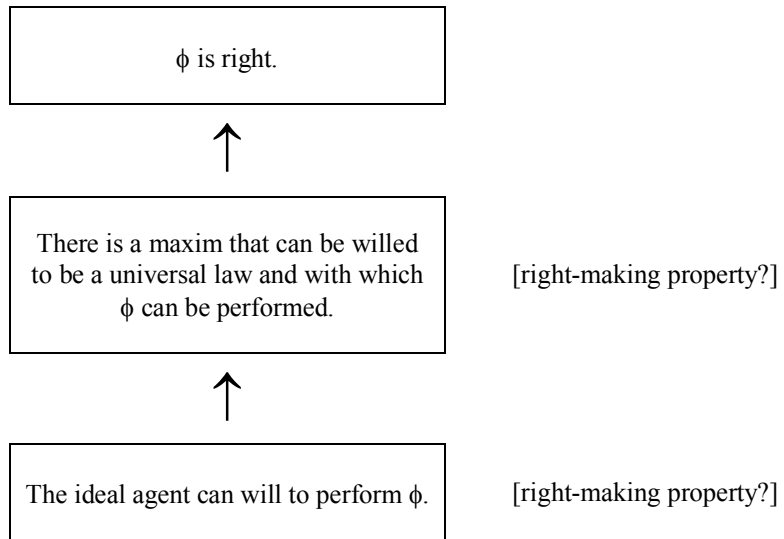 ϕ is right.
There is a maxim that can be willed
to be a universal law and with which
ϕ can be performed.
[right-making property?]
The ideal agent can will to perform ϕ.
[right-making property?]